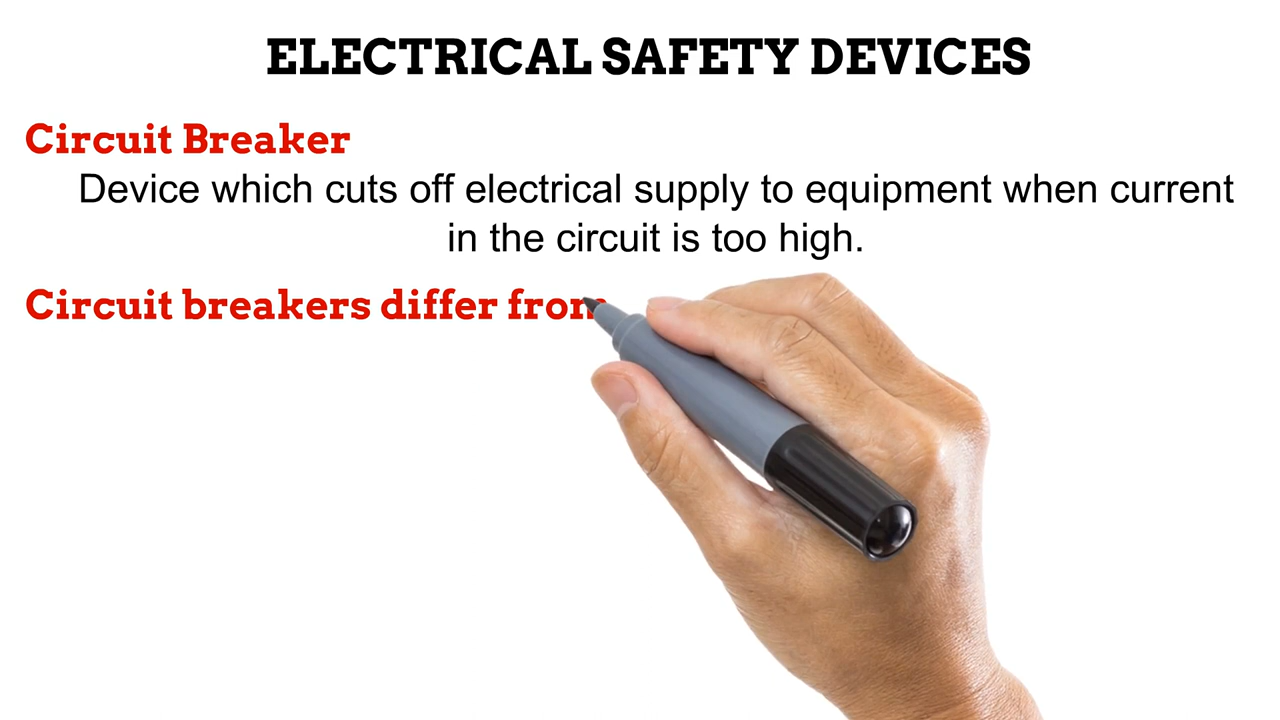 ELECTRICAL SAFETY DEVICES
Circuit Breaker
Device which cuts off electrical supply to equipment when current
in the circuit is too high.
Circuit breakers differ from